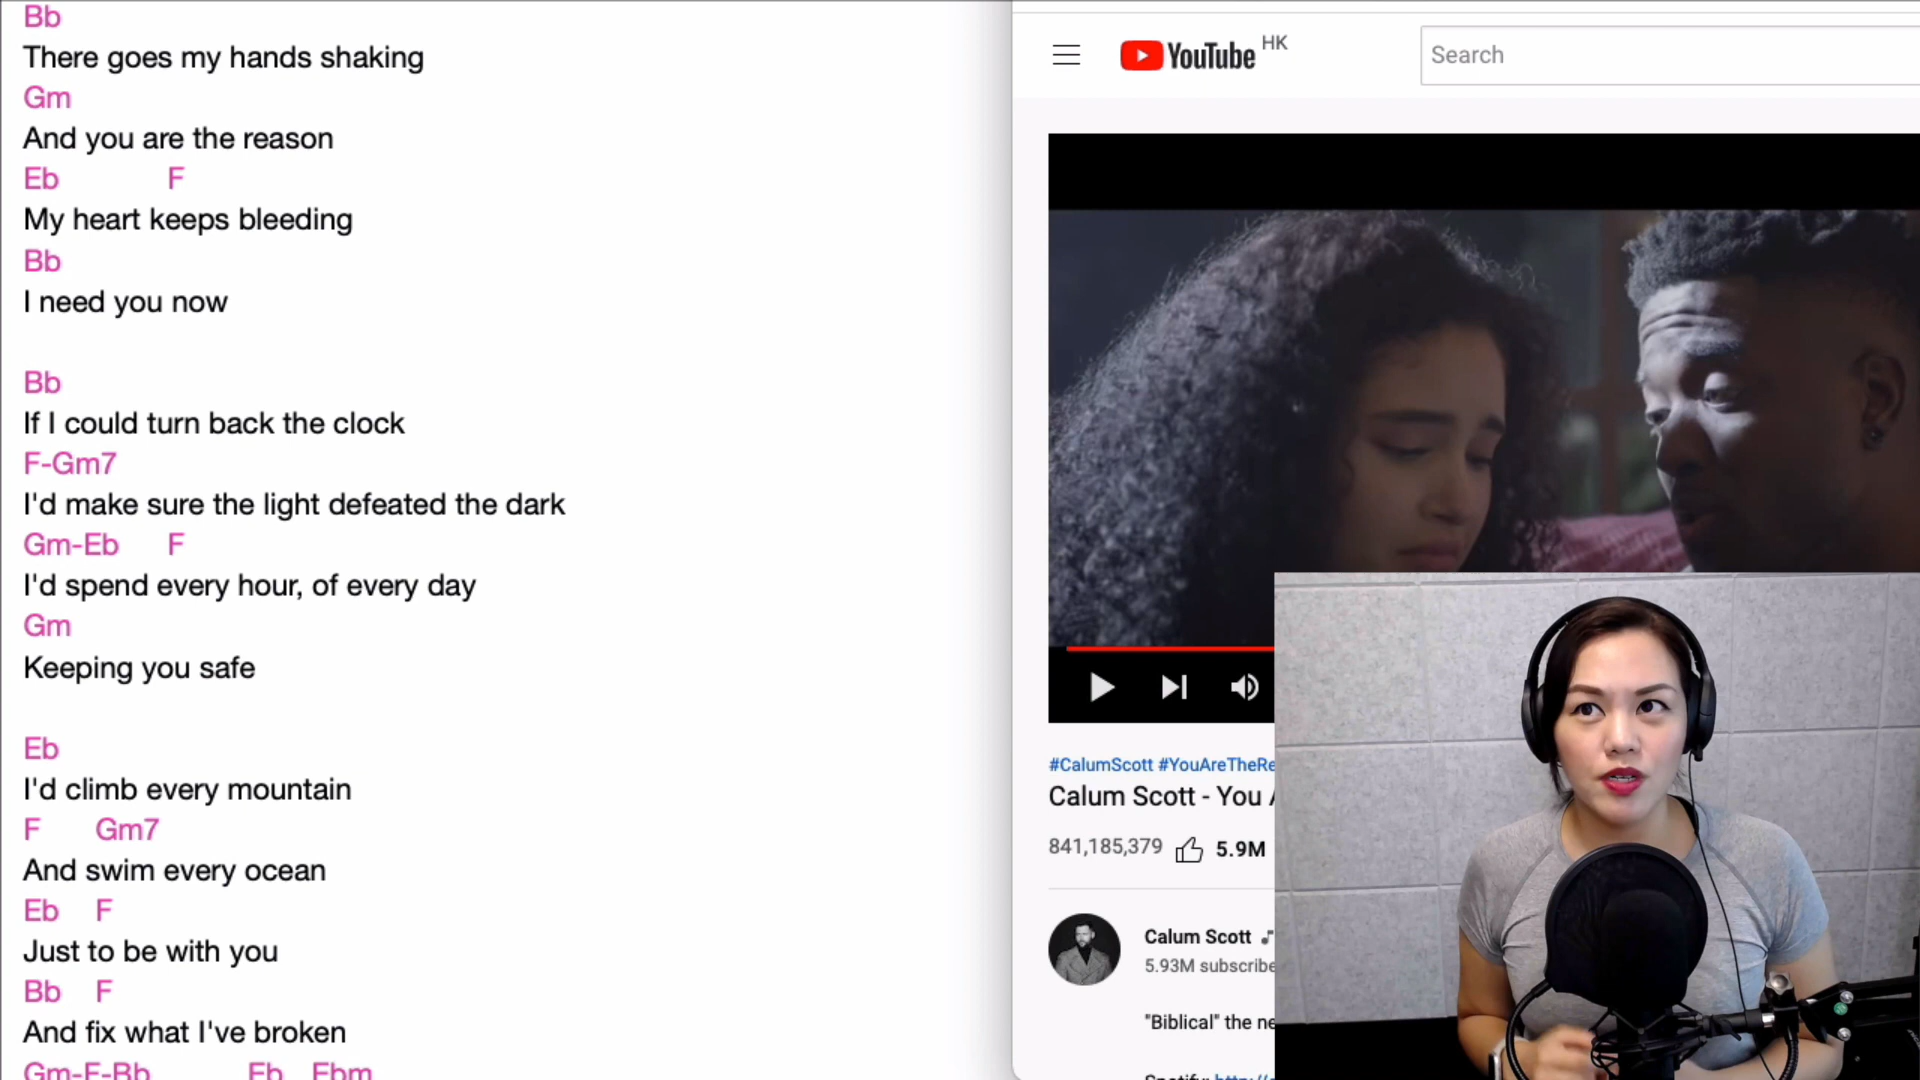 Bb
There goes my hands shaking
Gm
And you are the reason
Eb F
My heart keeps bleeding
Bb
I need you now
Bb
If I could turn back the clock
F-Gm7
I'd make sure the light defeated the dark
Gm-Eb F
I'd spend every hour, of every day
Gm
Keeping you safe
Eb
I'd climb every mountain
F Gm7
And swim every ocean
Eb F
Just to be with you
Bb F
And fix what I've broken
Gm-F-Bb Eb Ebm
YouTube HK
Search
#CalumScott #YouAreTheRe
Calum Scott - You
841,185,379 5.9M
Calum Scott
5.93M subscribe
"Biblical" the ne